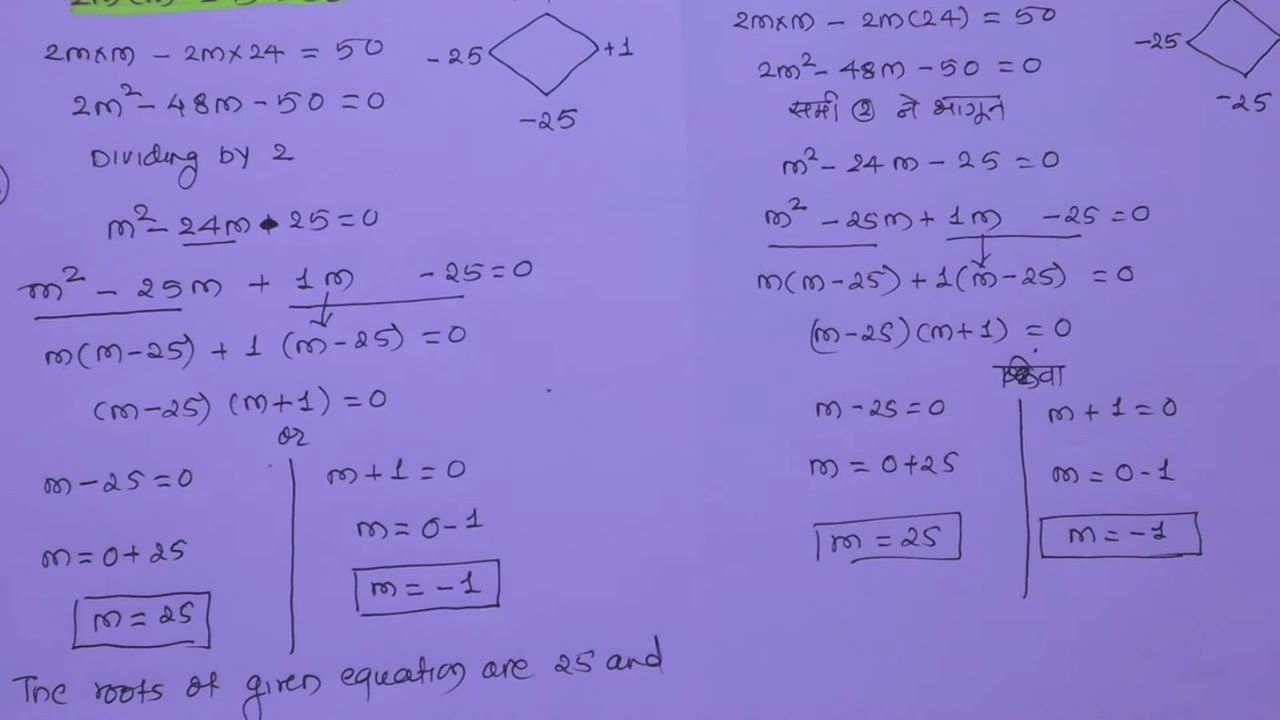 2m×m - 2m×24 = 50
-25
+1
2m² - 48m - 50 = 0
-25
Dividing by 2
m² - 24m - 25 = 0
m² - 25m + 1m - 25 = 0
m(m-25) + 1 (m-25) = 0
(m-25) (m+1) = 0
or
m - 25 = 0
m = 0 + 25
m = 25
m + 1 = 0
m = 0 - 1
m = -1
The roots of given equation are 25 and
2m×m - 2m(24) = 50
-25
2m² - 48m - 50 = 0
-25
समी ② ने भागून
m² - 24m - 25 = 0
m² - 25m + 1m - 25 = 0
m(m-25) + 1(m-25) = 0
(m-25)(m+1) = 0
m - 25 = 0
m = 0+25
m = 25
m + 1 = 0
m = 0 - 1
m = -1